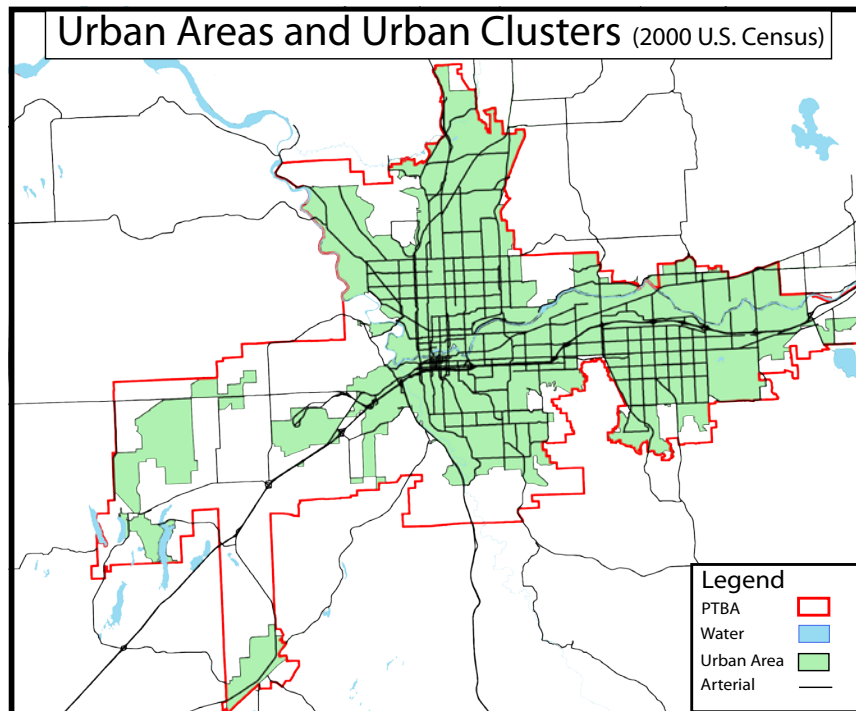 Urban Areas and Urban Clusters (2000 U.S. Census)
Legend
PTBA
Water
Urban Area
Arterial